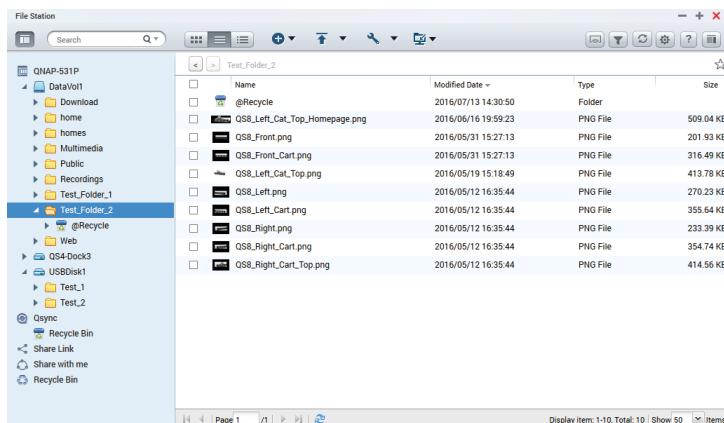 File Station
Search
QNAP-531P
DataVol1
Download
home
homes
Multimedia
Public
Recordings
Test_Folder_1
Test_Folder_2
@Recycle
Web
QS4-Dock3
USBDisk1
Test_1
Test_2
Qsync
Recycle Bin
Share Link
Share with me
Recycle Bin
Test_Folder_2
Name Modified Date Type Size
@Recycle 2016/07/13 14:30:50 Folder
QS8_Left_Cat_Top_Homepage.png 2016/06/16 19:59:23 PNG File 509.04 KB
QS8_Front.png 2016/05/31 15:27:13 PNG File 201.93 KB
QS8_Front_Cart.png 2016/05/31 15:27:13 PNG File 316.49 KB
QS8_Left_Cat_Top.png 2016/05/19 15:18:49 PNG File 413.78 KB
QS8_Left.png 2016/05/12 16:35:44 PNG File 270.23 KB
QS8_Left_Cart.png 2016/05/12 16:35:44 PNG File 355.64 KB
QS8_Right.png 2016/05/12 16:35:44 PNG File 233.39 KB
QS8_Right_Cart.png 2016/05/12 16:35:44 PNG File 354.74 KB
QS8_Right_Cart_Top.png 2016/05/12 16:35:44 PNG File 414.56 KB
Page 1 /1 Display item: 1-10, Total: 10 Show 50 Items